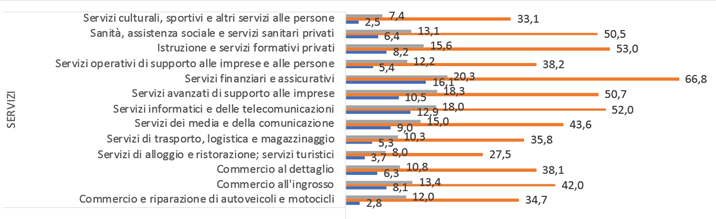 Servizi culturali, sportivi e altri servizi alle persone 7,4 2,5 33,1
Sanità, assistenza sociale e servizi sanitari privati 13,1 6,4 50,5
Istruzione e servizi formativi privati 15,6 8,2 53,0
Servizi operativi di supporto alle imprese e alle persone 12,2 5,4 38,2
Servizi finanziari e assicurativi 20,3 16,1 66,8
Servizi avanzati di supporto alle imprese 18,3 10,5 50,7
Servizi informatici e delle telecomunicazioni 18,0 12,9 52,0
Servizi dei media e della comunicazione 15,0 9,0 43,6
Servizi di trasporto, logistica e magazzinaggio 10,3 5,3 35,8
Servizi di alloggio e ristorazione; servizi turistici 8,0 3,7 27,5
Commercio al dettaglio 10,8 6,3 38,1
Commercio all'ingrosso 13,4 8,1 42,0
Commercio e riparazione di autoveicoli e motocicli 12,0 2,8 34,7
SERVIZI